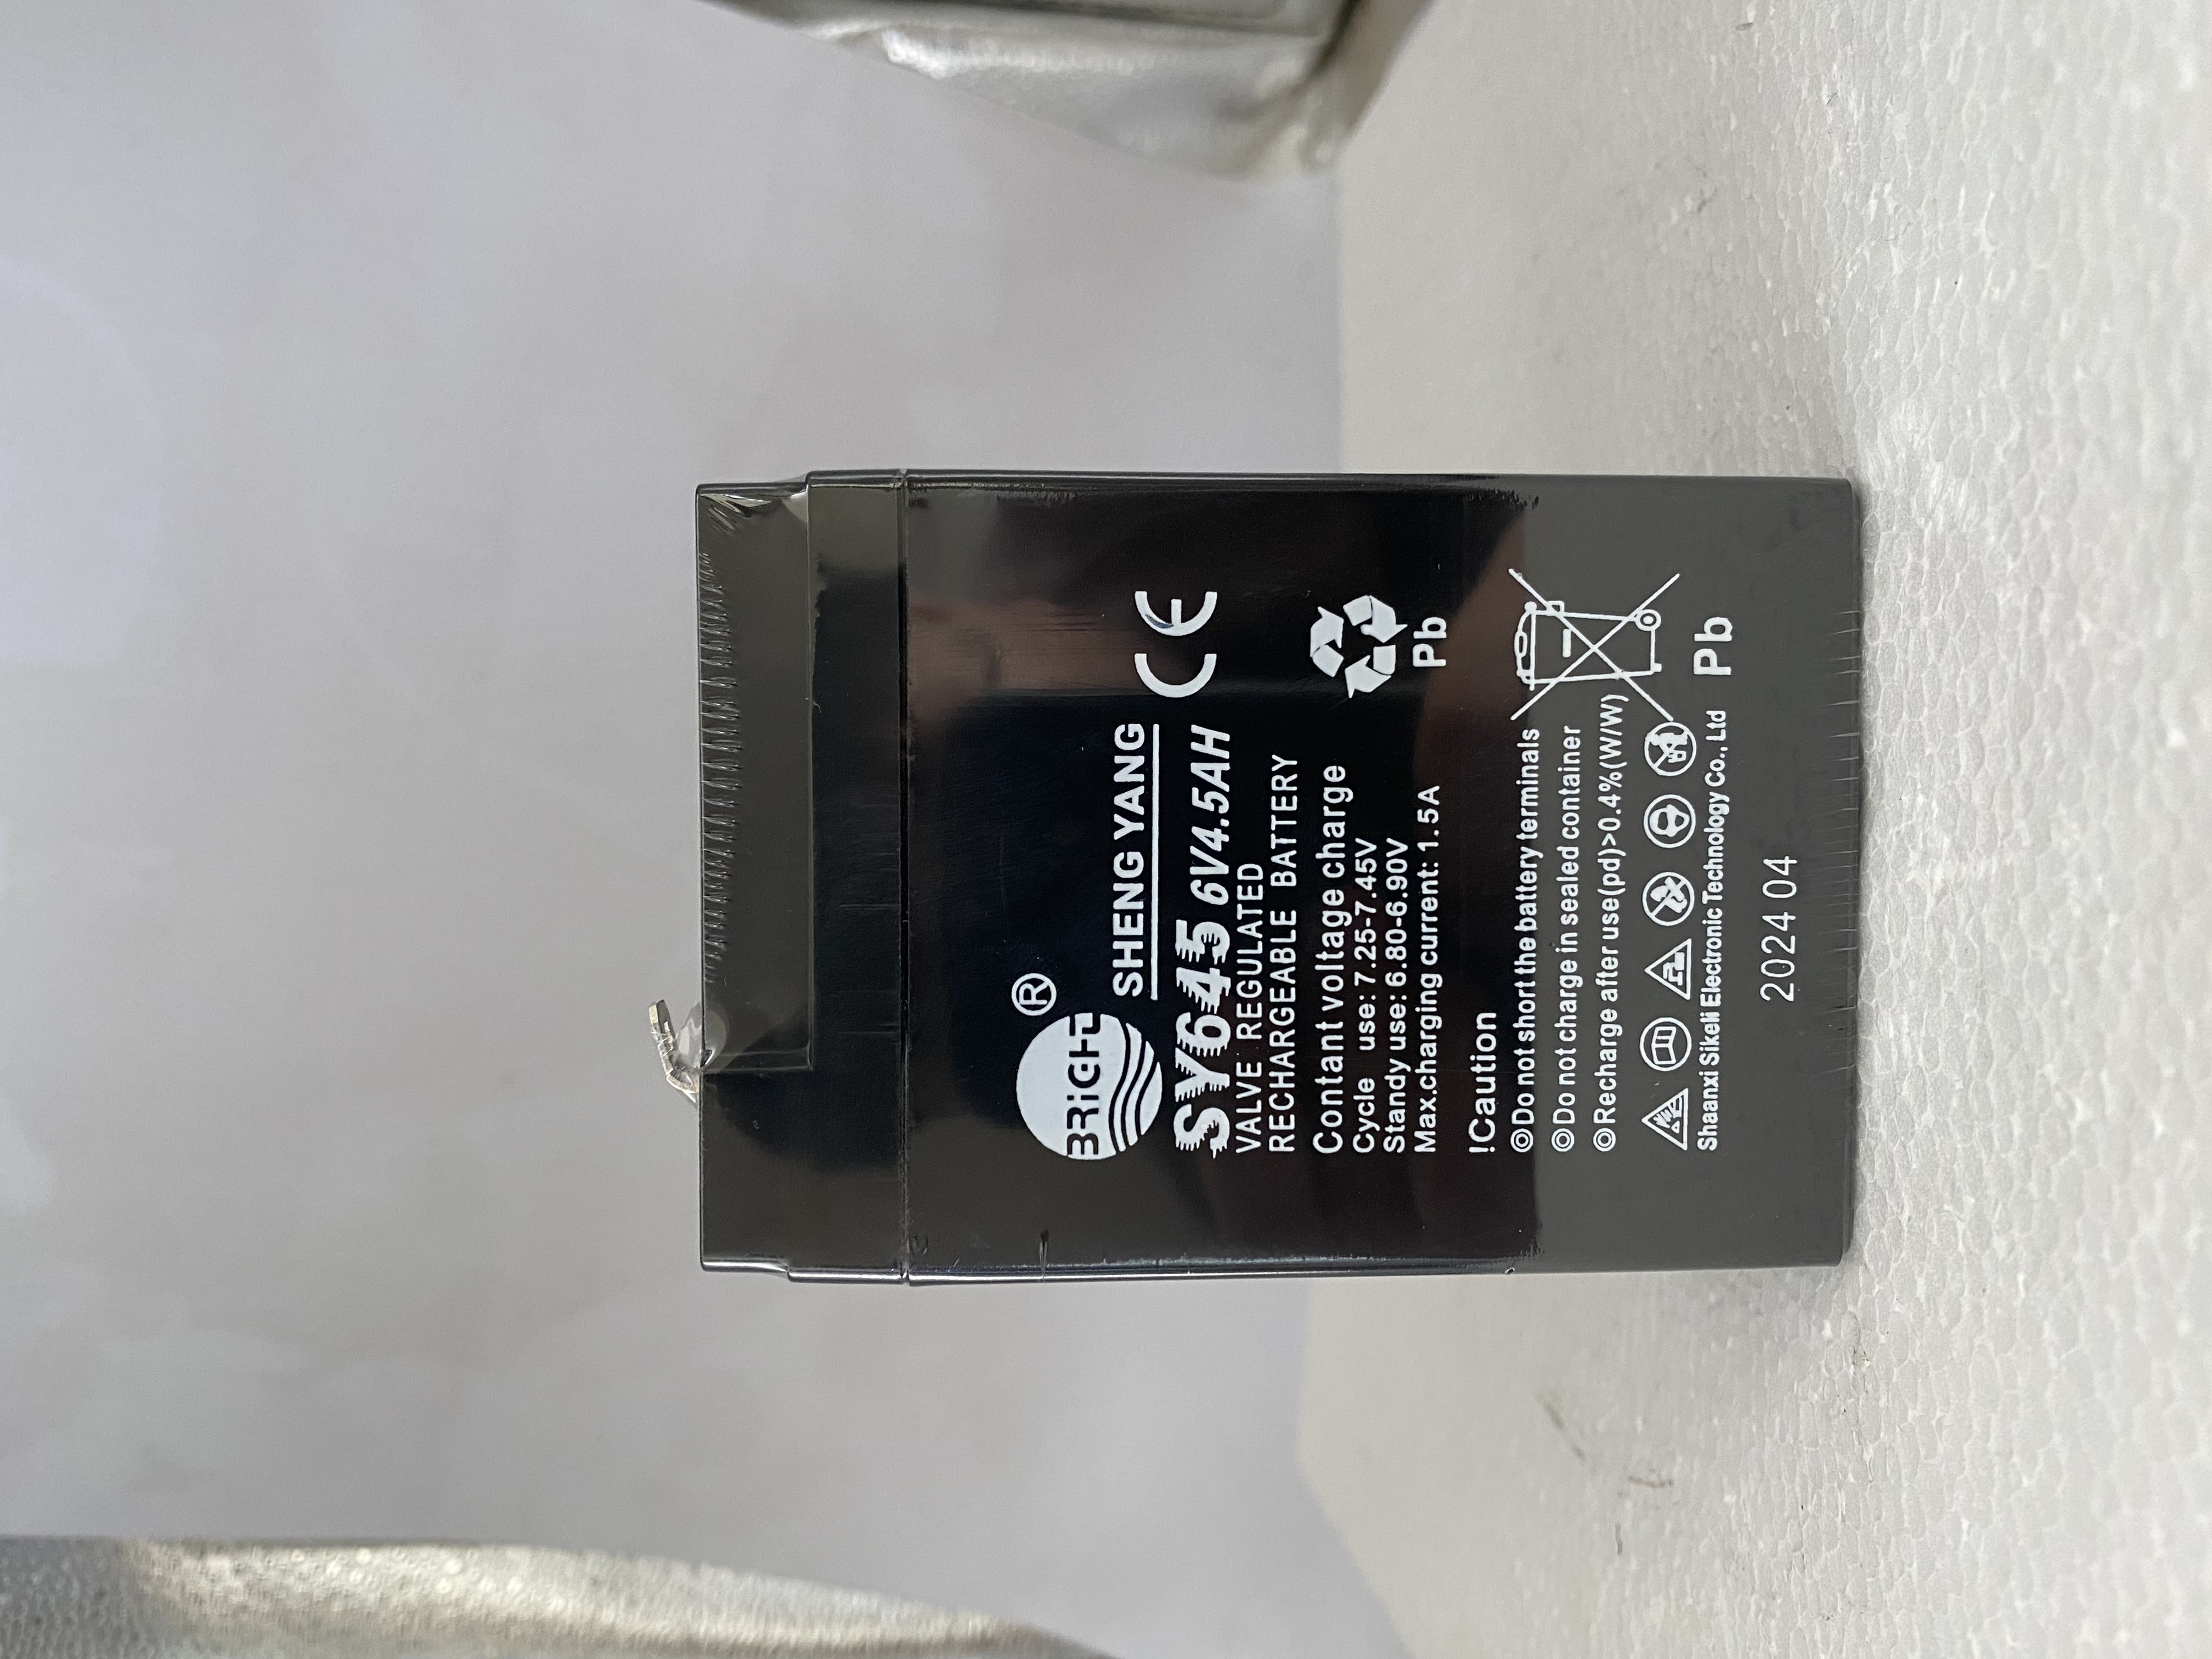 BRiGHT®
SHENG YANG
SY645 6V4.5AH
VALVE REGULATED
RECHARGEABLE BATTERY
Contant voltage charge
Cycle use: 7.25-7.45V
Standy use: 6.80-6.90V
Max.charging current: 1.5A
Pb
!Caution
◎Do not short the battery terminals
◎Do not charge in sealed container
◎Recharge after use(pd)>0.4%(W/W)
Shaanxi Sikeli Electronic Technology Co., Ltd
Pb
2024 04
CE